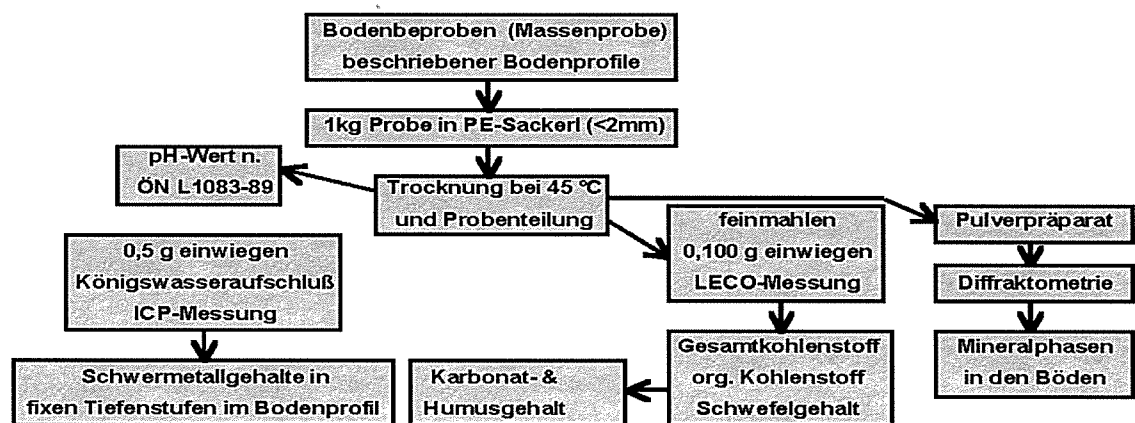 Bodenbeproben (Massenprobe)
beschriebener Bodenprofile
1kg Probe in PE-Sackerl (<2mm)
pH-Wert n.
ÖN L1083-89
Trocknung bei 45 °C
und Probenteilung
0,5 g einwiegen
Königswasseraufschluß
ICP-Messung
feinmahlen
0,100 g einwiegen
LECO-Messung
Pulverpräparat
Diffraktometrie
Schwermetallgehalte in
fixen Tiefenstufen im Bodenprofil
Karbonat- &
Humusgehalt
Gesamtkohlenstoff
org. Kohlenstoff
Schwefelgehalt
Mineralphasen
in den Böden